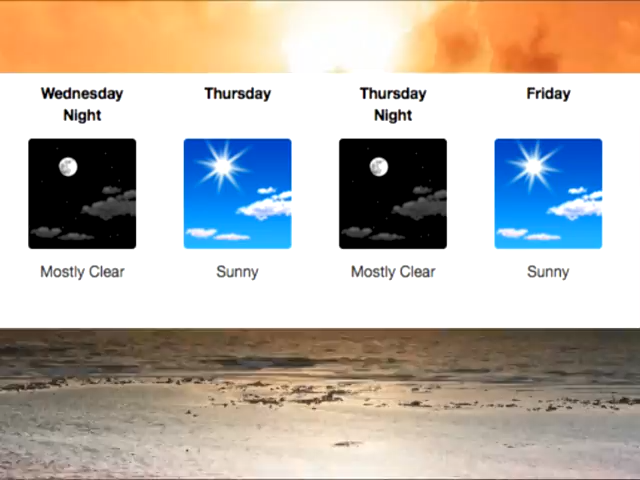 Wednesday
Night
Thursday
Thursday
Night
Friday
Mostly Clear
Sunny
Mostly Clear
Sunny